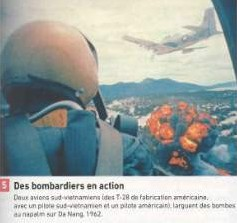 5 Des bombardiers en action
Deux avions sud-vietnamiens (des T-28 de fabrication américaine,
avec un pilote sud-vietnamien et un pilote américain), larguent des bombes
au napalm sur Da Nang, 1962.